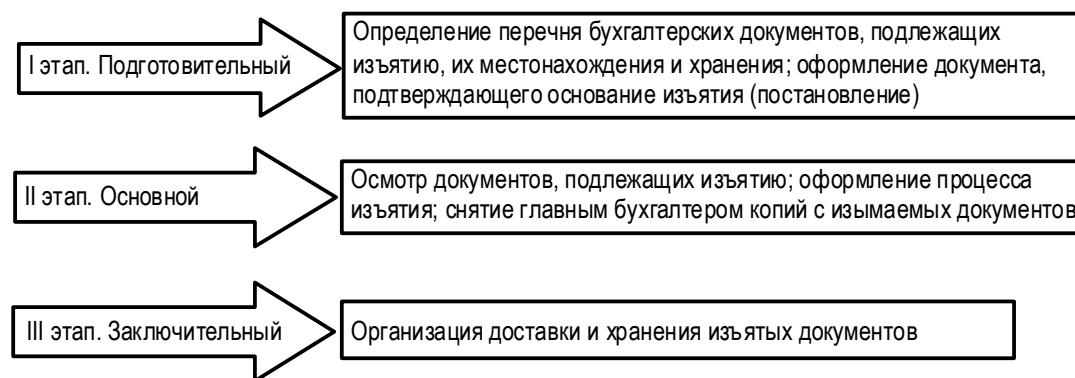 I этап. Подготовительный
Определение перечня бухгалтерских документов, подлежащих
изъятию, их местонахождения и хранения; оформление документа,
подтверждающего основание изъятия (постановление)
II этап. Основной
Осмотр документов, подлежащих изъятию; оформление процесса
изъятия; снятие главным бухгалтером копий с изымаемых документов
III этап. Заключительный
Организация доставки и хранения изъятых документов